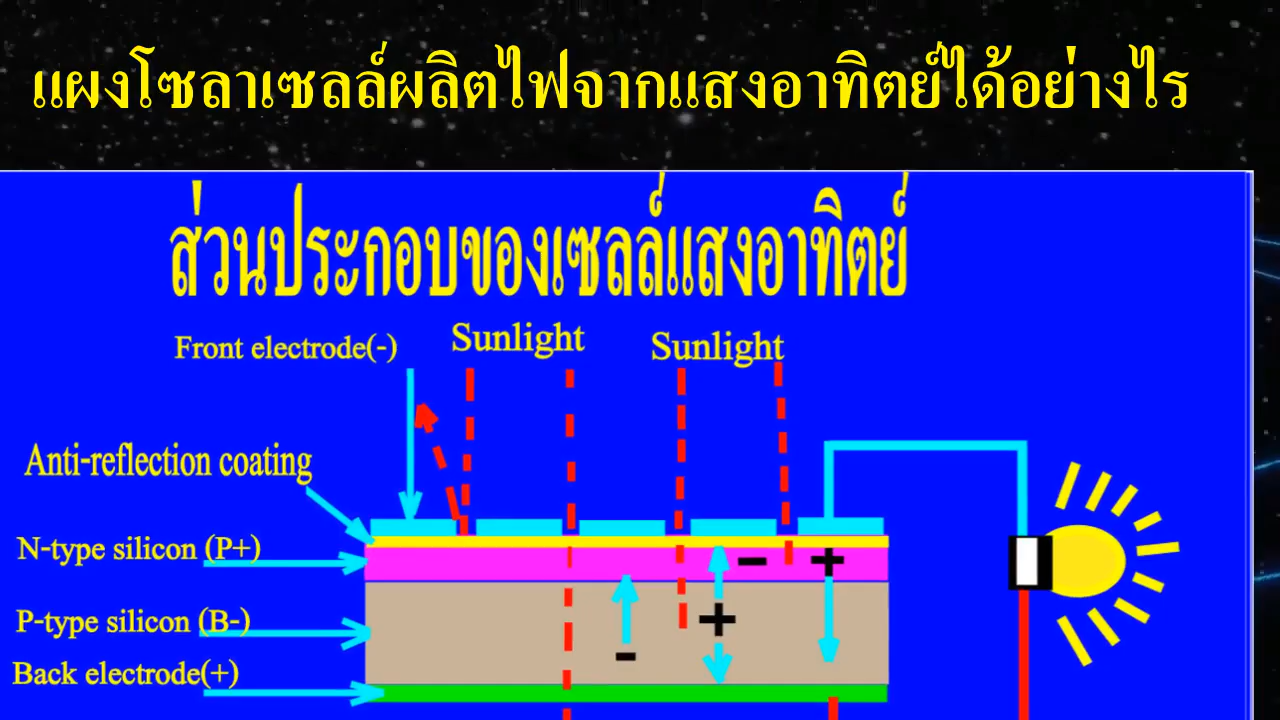 แผงโซลาเซลล์ผลิตไฟจากแสงอาทิตย์ได้อย่างไร
ส่วนประกอบของเซลล์แสงอาทิตย์
Front electrode(-)
Sunlight
Sunlight
Anti-reflection coating
N-type silicon (P+)
P-type silicon (B-)
Back electrode(+)
- +
+
-